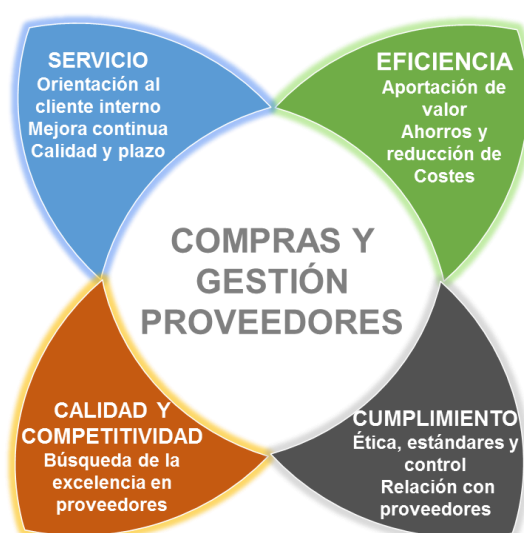 SERVICIO
Orientación al
cliente interno
Mejora continua
Calidad y plazo
EFICIENCIA
Aportación de
valor
Ahorros y
reducción de
Costes
COMPRAS Y
GESTIÓN
PROVEEDORES
CALIDAD Y
COMPETITIVIDAD
Búsqueda de la
excelencia en
proveedores
CUMPLIMIENTO
Ética, estándares y
control
Relación con
proveedores